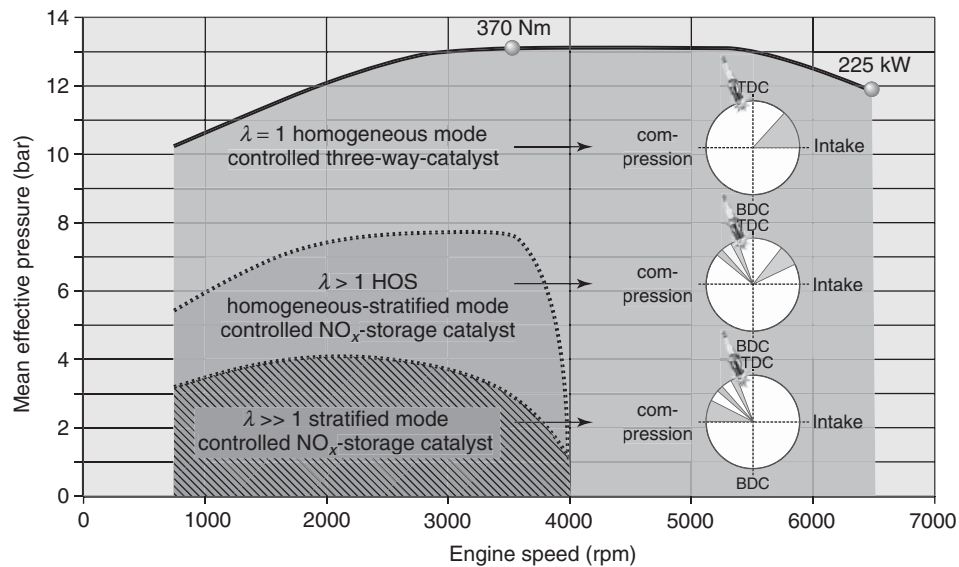 14
12
10
8
6
4
2
0
Mean effective pressure (bar)
370 Nm
225 kW
λ = 1 homogeneous mode
controlled three-way-catalyst
com-
pression
TDC
Intake
BDC
λ > 1 HOS
homogeneous-stratified mode
controlled NOx-storage catalyst
com-
pression
TDC
Intake
BDC
λ >> 1 stratified mode
controlled NOx-storage catalyst
com-
pression
TDC
Intake
BDC
0 1000 2000 3000 4000 5000 6000 7000
Engine speed (rpm)